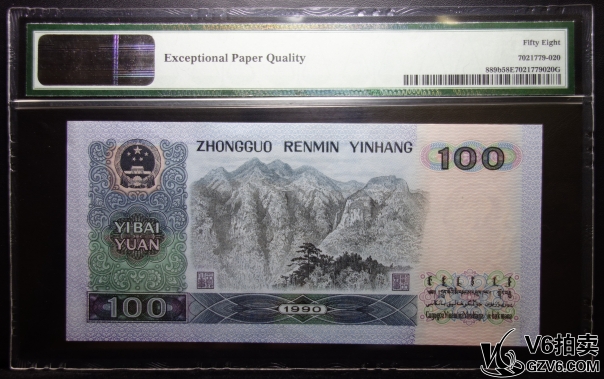 Exceptional Paper Quality
Fifty Eight
7021779-020
889b58E7021779020G
ZHONGGUO RENMIN YINHANG
100
YIBAI
YUAN
100
1990
V6拍卖
GZV6.COM